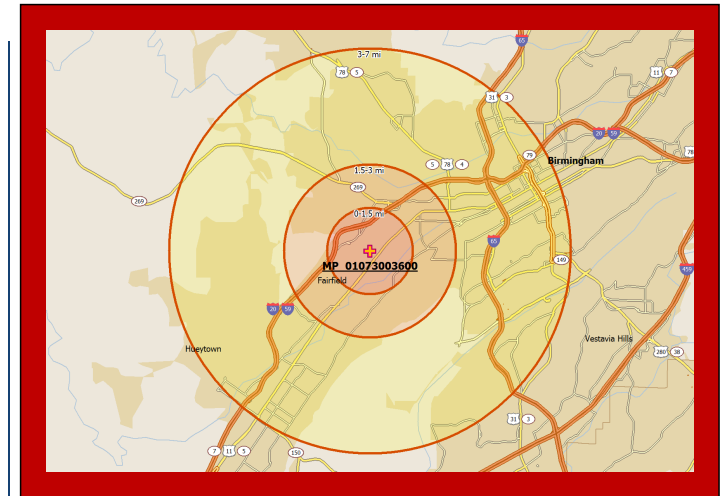 65
3-7 mi
78 5
11 7
31 3
20 59
79
Birmingham
78
5 78 4
1.5-3 mi
269
269
0-1.5 mi
65
MP 01073003600
149
459
Fairfield
20 59
Vestavia Hills
Hueytown
280 38
31 3
7 11 5
150